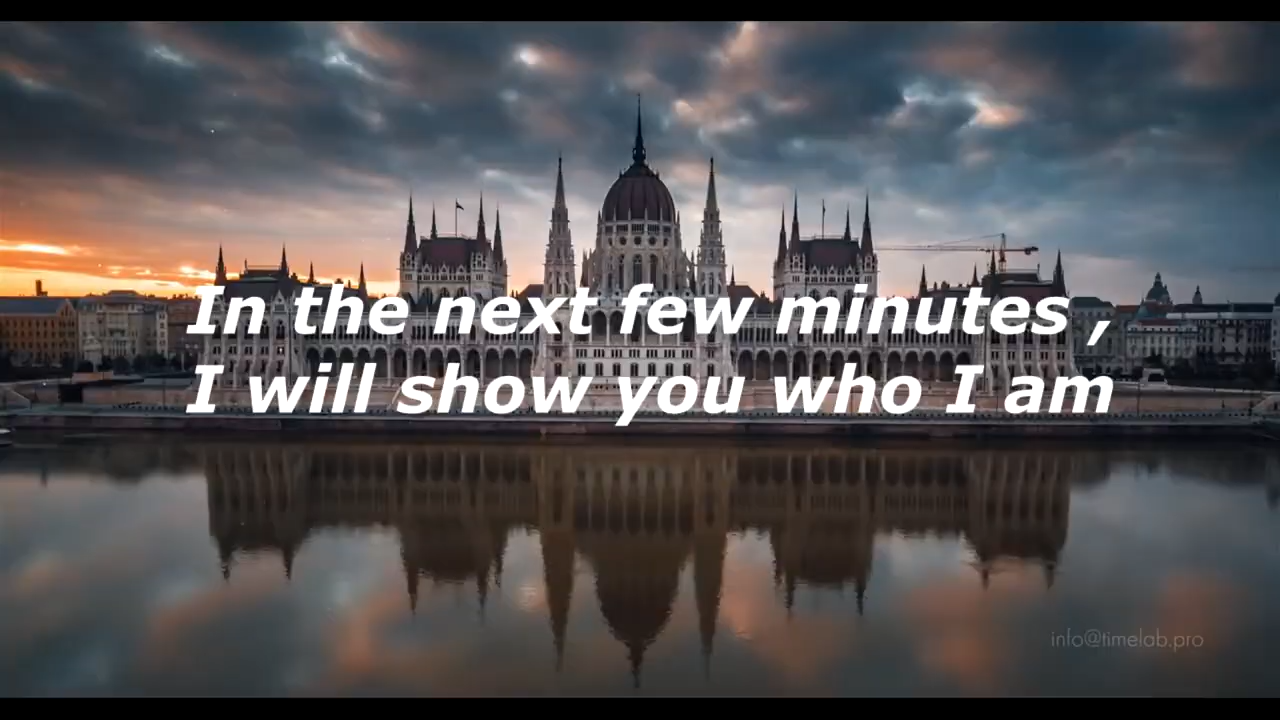 In the next few minutes ,
I will show you who I am
info@timelab.pro